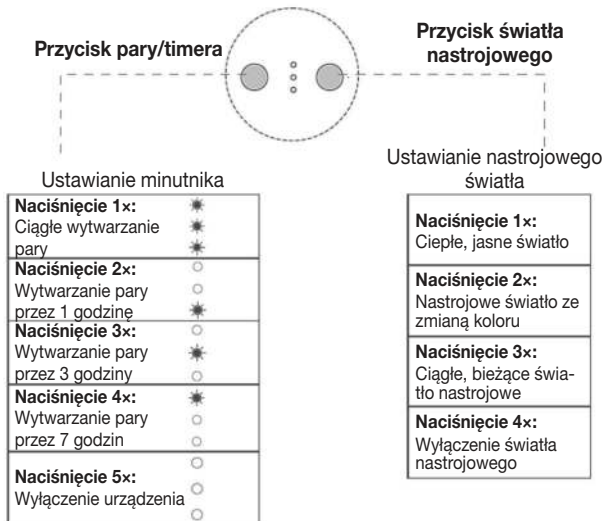 Przycisk pary/timera
Przycisk światła
nastrojowego
Ustawianie minutnika
Naciśnięcie 1×:
Ciągłe wytwarzanie
pary
Naciśnięcie 2×:
Wytwarzanie pary
przez 1 godzinę
Naciśnięcie 3×:
Wytwarzanie pary
przez 3 godziny
Naciśnięcie 4×:
Wytwarzanie pary
przez 7 godzin
Naciśnięcie 5×:
Wyłączenie urządzenia
Ustawianie nastrojowego
światła
Naciśnięcie 1×:
Ciepłe, jasne światło
Naciśnięcie 2×:
Nastrojowe światło ze
zmianą koloru
Naciśnięcie 3×:
Ciągłe, bieżące świa-
tło nastrojowe
Naciśnięcie 4×:
Wyłączenie światła
nastrojowego